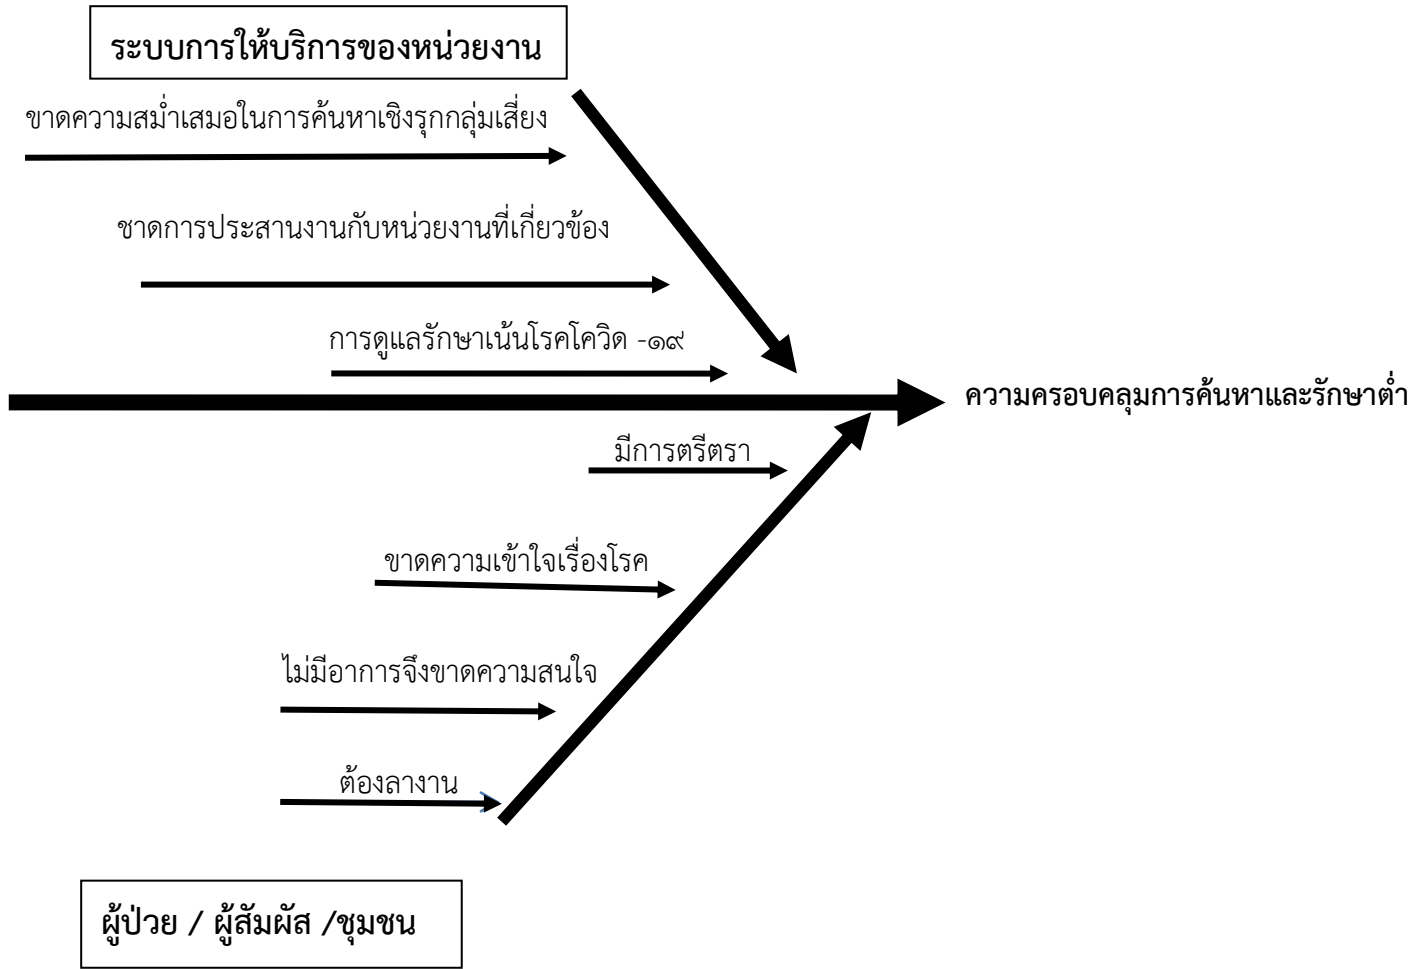 ระบบการให้บริการของหน่วยงาน
ขาดความสม่ำเสมอในการค้นหาเชิงรุกกลุ่มเสี่ยง
ชาดการประสานงานกับหน่วยงานที่เกี่ยวข้อง
การดูแลรักษาเน้นโรคโควิด -๑๙
ความครอบคลุมการค้นหาและรักษาต่ำ
มีการตรีตรา
ขาดความเข้าใจเรื่องโรค
ไม่มีอาการจึงขาดความสนใจ
ต้องลางาน
ผู้ป่วย / ผู้สัมผัส /ชุมชน